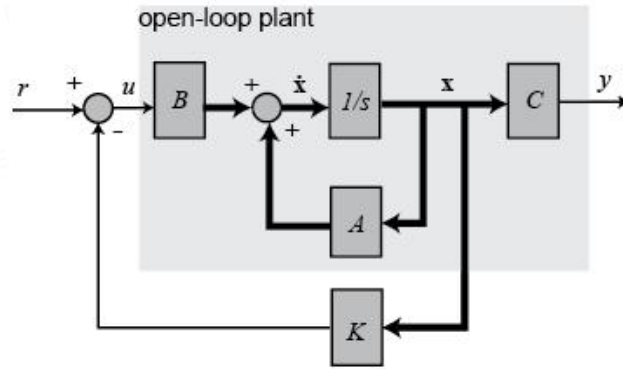 open-loop plant
r + - u B + + ẋ 1/s x C y
A
K